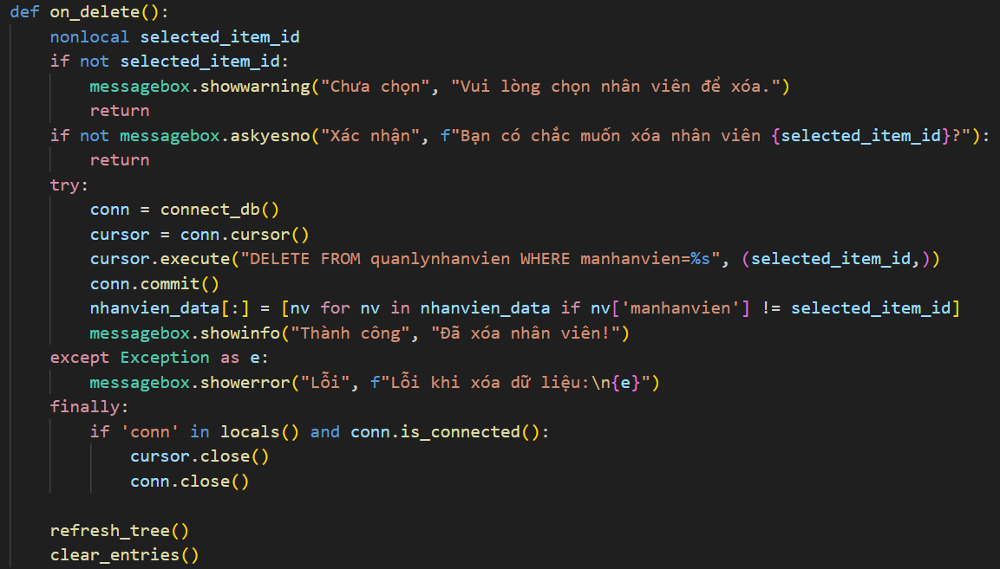 def on_delete():
    nonlocal selected_item_id
    if not selected_item_id:
        messagebox.showwarning("Chưa chọn", "Vui lòng chọn nhân viên để xóa.")
        return
    if not messagebox.askyesno("Xác nhận", f"Bạn có chắc muốn xóa nhân viên {selected_item_id}?"):
        return
    try:
        conn = connect_db()
        cursor = conn.cursor()
        cursor.execute("DELETE FROM quanlynhanvien WHERE manhanvien=%s", (selected_item_id,))
        conn.commit()
        nhanvien_data[:] = [nv for nv in nhanvien_data if nv['manhanvien'] != selected_item_id]
        messagebox.showinfo("Thành công", "Đã xóa nhân viên!")
    except Exception as e:
        messagebox.showerror("Lỗi", f"Lỗi khi xóa dữ liệu:\n{e}")
    finally:
        if 'conn' in locals() and conn.is_connected():
            cursor.close()
            conn.close()
    refresh_tree()
    clear_entries()